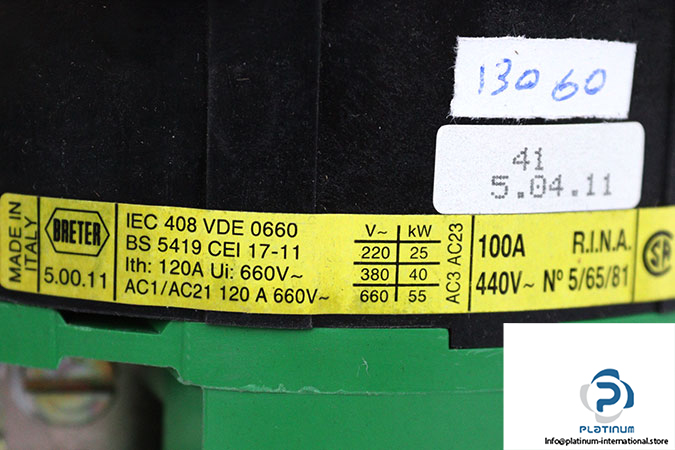 13060
41
5.04.11
MADE IN
ITALY
BRETER
5.00.11
IEC 408 VDE 0660
BS 5419 CEI 17-11
Ith: 120A Ui: 660V~
AC1/AC21 120 A 660V~
V~ kW
220 25
380 40
660 55
AC3 AC23
100A R.I.N.A.
440V~ Nº 5/65/81
SA
PLATINUM
Info@platinum-international.store